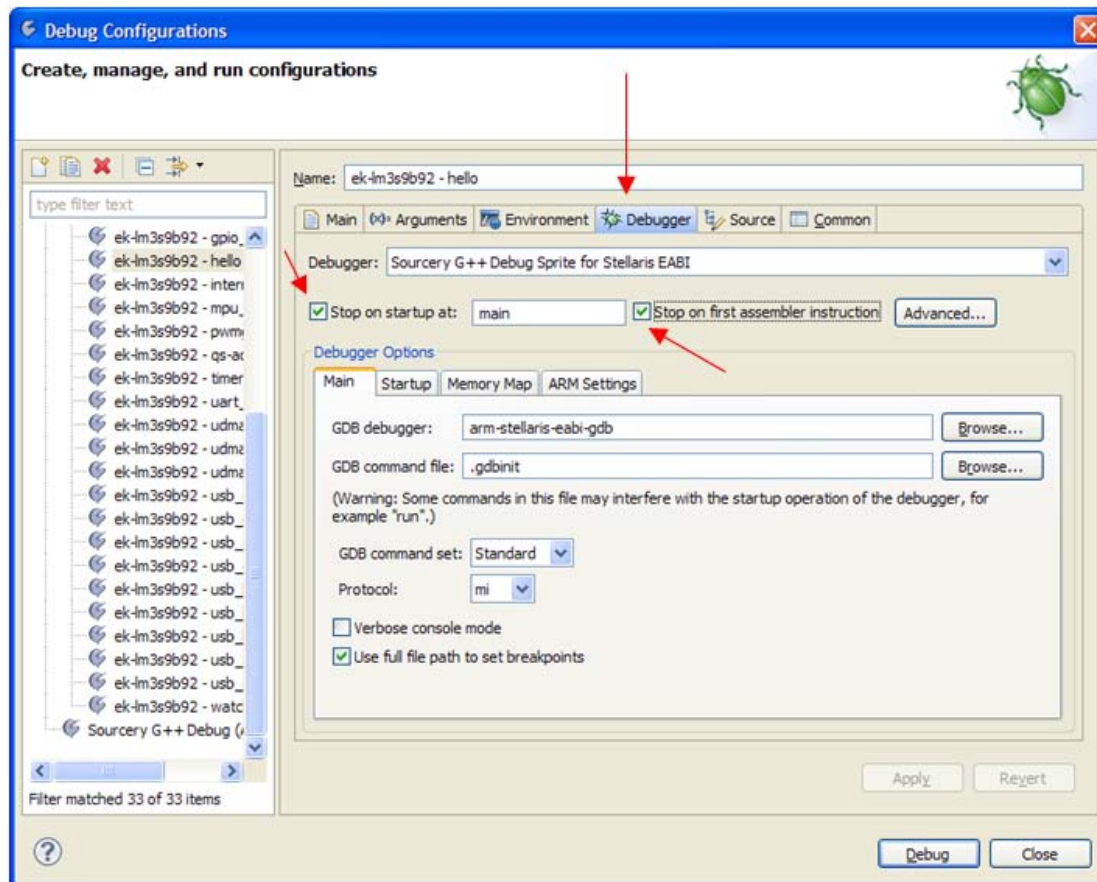 Debug Configurations
Create, manage, and run configurations
type filter text
ek-lm3s9b92 - gpio_
ek-lm3s9b92 - hello
ek-lm3s9b92 - interr
ek-lm3s9b92 - mpu_
ek-lm3s9b92 - pwmg
ek-lm3s9b92 - qs-ad
ek-lm3s9b92 - timer
ek-lm3s9b92 - uart_
ek-lm3s9b92 - udma
ek-lm3s9b92 - udma
ek-lm3s9b92 - udma
ek-lm3s9b92 - usb_
ek-lm3s9b92 - usb_
ek-lm3s9b92 - usb_
ek-lm3s9b92 - usb_
ek-lm3s9b92 - usb_
ek-lm3s9b92 - usb_
ek-lm3s9b92 - usb_
ek-lm3s9b92 - usb_
ek-lm3s9b92 - usb_
ek-lm3s9b92 - watc
Sourcery G++ Debug (A
Filter matched 33 of 33 items
Name: ek-lm3s9b92 - hello
Main Arguments Environment Debugger Source Common
Debugger: Sourcery G++ Debug Sprite for Stellaris EABI
Stop on startup at: main Stop on first assembler instruction Advanced...
Debugger Options
Main Startup Memory Map ARM Settings
GDB debugger: arm-stellaris-eabi-gdb Browse...
GDB command file: .gdbinit Browse...
(Warning: Some commands in this file may interfere with the startup operation of the debugger, for
example "run".)
GDB command set: Standard
Protocol: mi
Verbose console mode
Use full file path to set breakpoints
Apply Revert
Debug Close